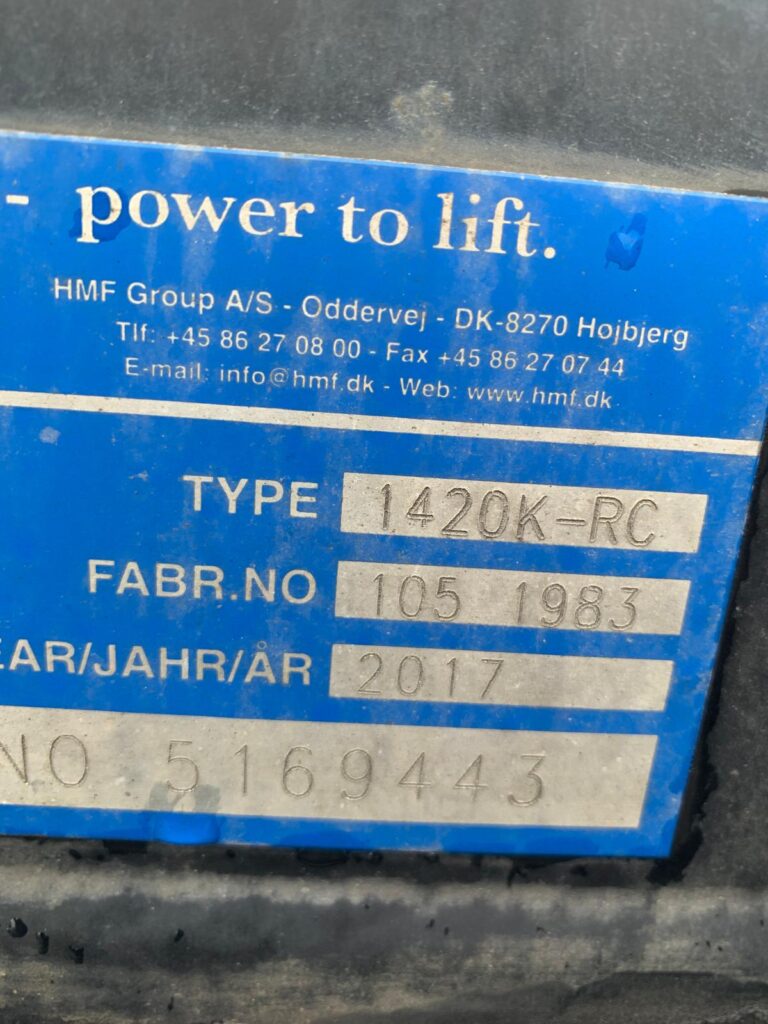 - power to lift.
HMF Group A/S - Oddervej - DK-8270 Hojbjerg
Tlf: +45 86 27 08 00 - Fax +45 86 27 07 44
E-mail: info@hmf.dk - Web: www.hmf.dk
TYPE 1420K-RC
FABR.NO 105 1983
EAR/JAHR/ÅR 2017
NO 5169443